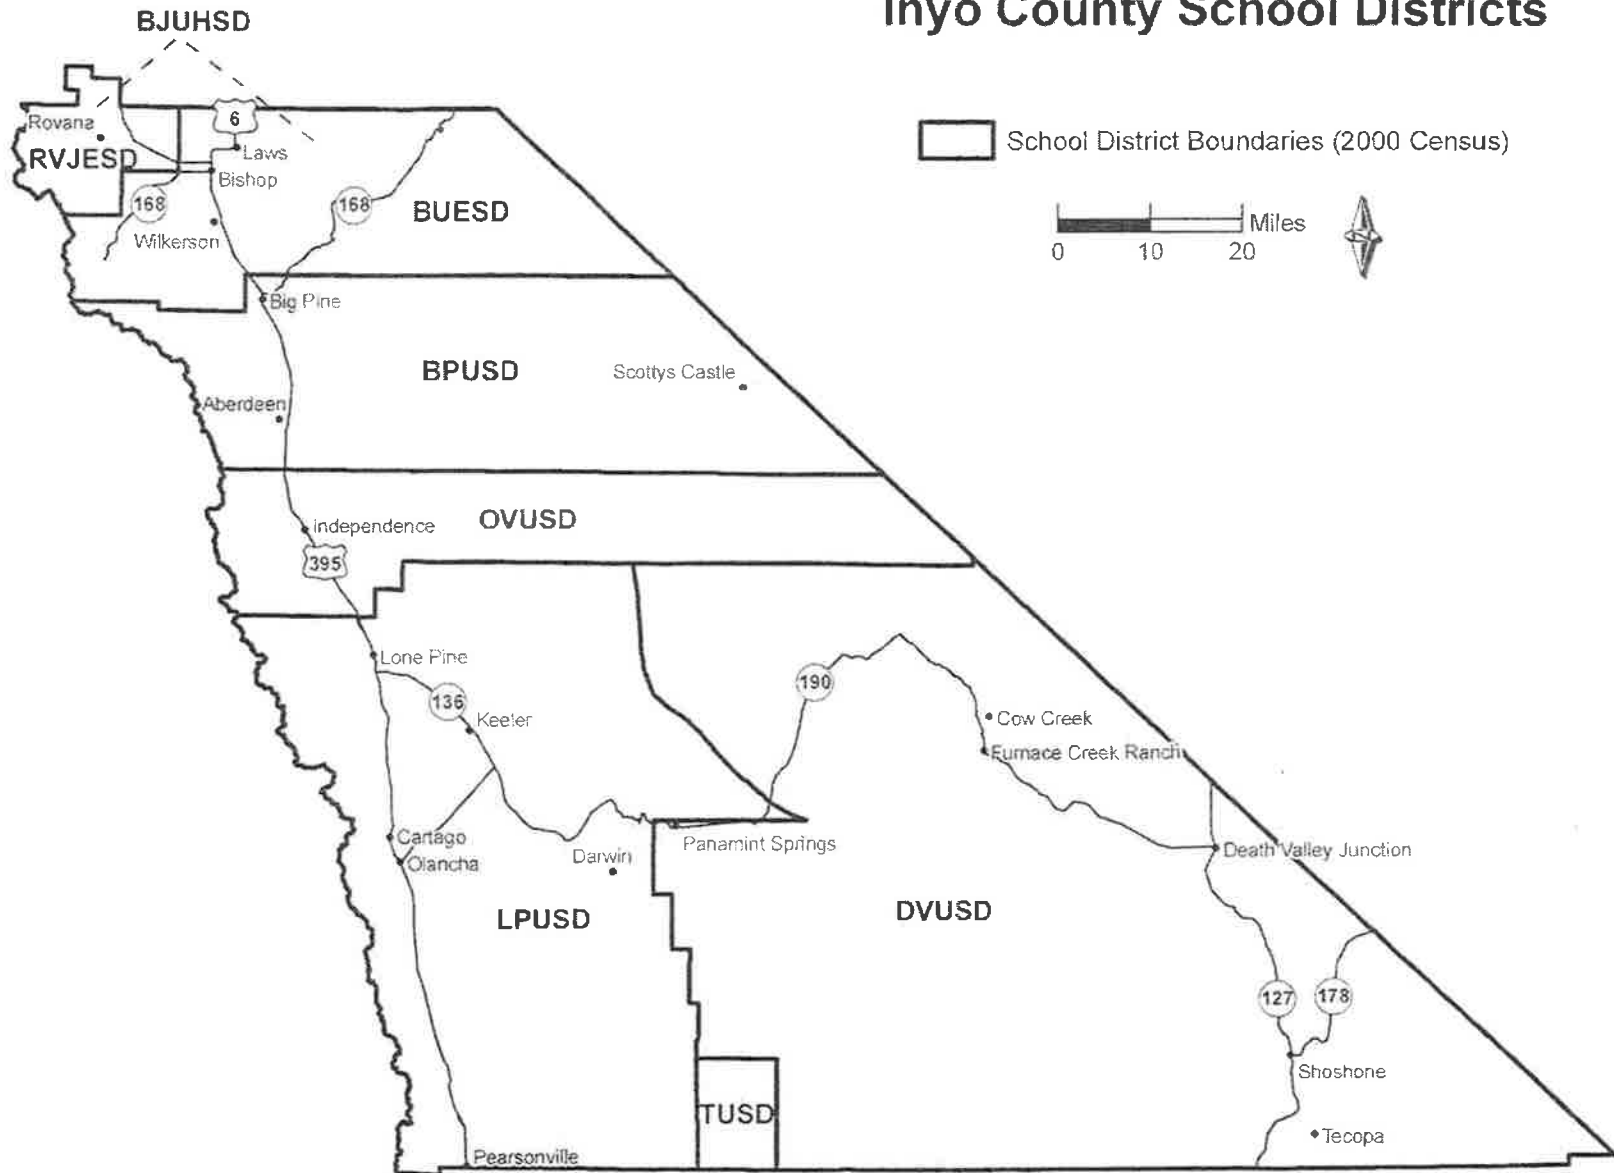 Inyo County School Districts
BJUHSD
School District Boundaries (2000 Census)
Miles
0 10 20
6
Rovana
RVJESD
Laws
Bishop
168
168
BUESD
Wilkerson
Big Pine
BPUSD
Scottys Castle
Aberdeen
Independence
OVUSD
395
Lone Pine
136
190
Keeler
Cow Creek
Furnace Creek Ranch
Cartago
Olancha
Darwin
Panamint Springs
Death Valley Junction
LPUSD
DVUSD
127
178
Shoshone
TUSD
Tecopa
Pearsonville